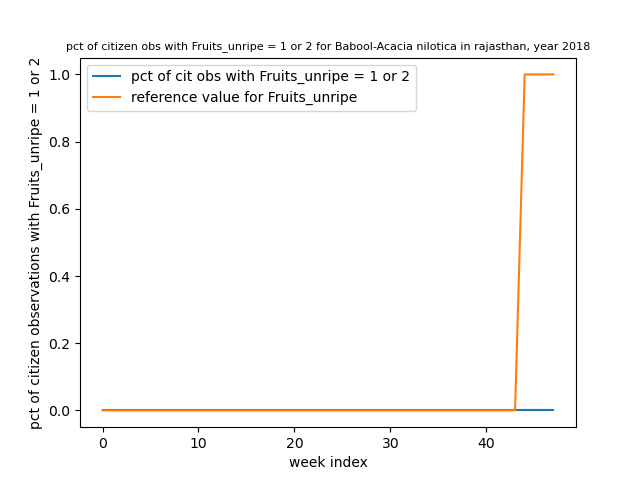 pct of citizen obs with Fruits_unripe = 1 or 2 for Babool-Acacia nilotica in rajasthan, year 2018
pct of citizen observations with Fruits_unripe = 1 or 2
1.0
0.8
0.6
0.4
0.2
0.0
pct of cit obs with Fruits_unripe = 1 or 2
reference value for Fruits_unripe
0
10
20
30
40
week index